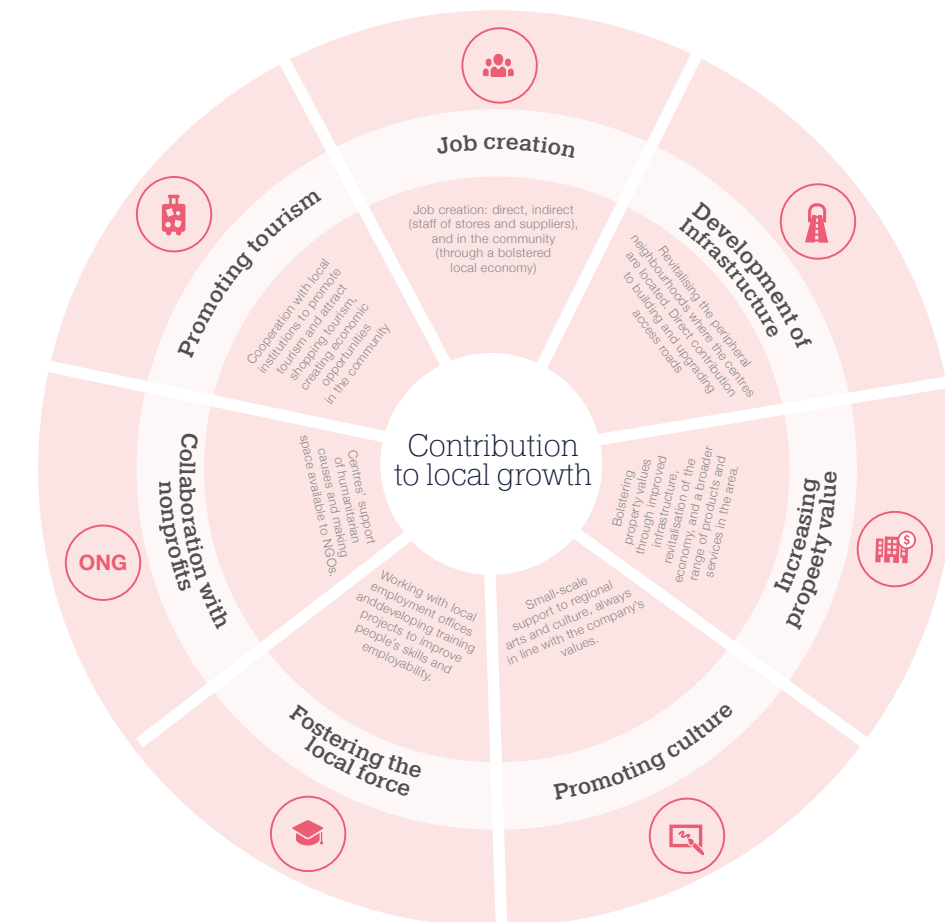 Contribution
to local growth
Job creation
Job creation: direct, indirect
(staff of stores and suppliers),
and in the community
(through a bolstered
local economy)
Development of
Infrastructure
Revitalising the peripheral
neighbourhoods where the centres
are located. Direct contribution
to building and upgrading
access roads
$
Increasing
propeety value
Bolstering
property values
through improved
infrastructure,
revitalisation of the
economy, and a broader
range of products and
services in the area.
Promoting culture
Small-scale
support to regional
arts and culture, always
in line with the company's
values.
Fostering the
local force
Working with local
employment offices
anddeveloping training
projects to improve
people's skills and
employability.
ONG
Collaboration with
nonprofits
Centres' support
of humanitarian
causes and making
space available to NGOs.
Promoting tourism
Cooperation with local
institutions to promote
tourism and attract
shopping tourism,
creating economic
opportunities
in the community